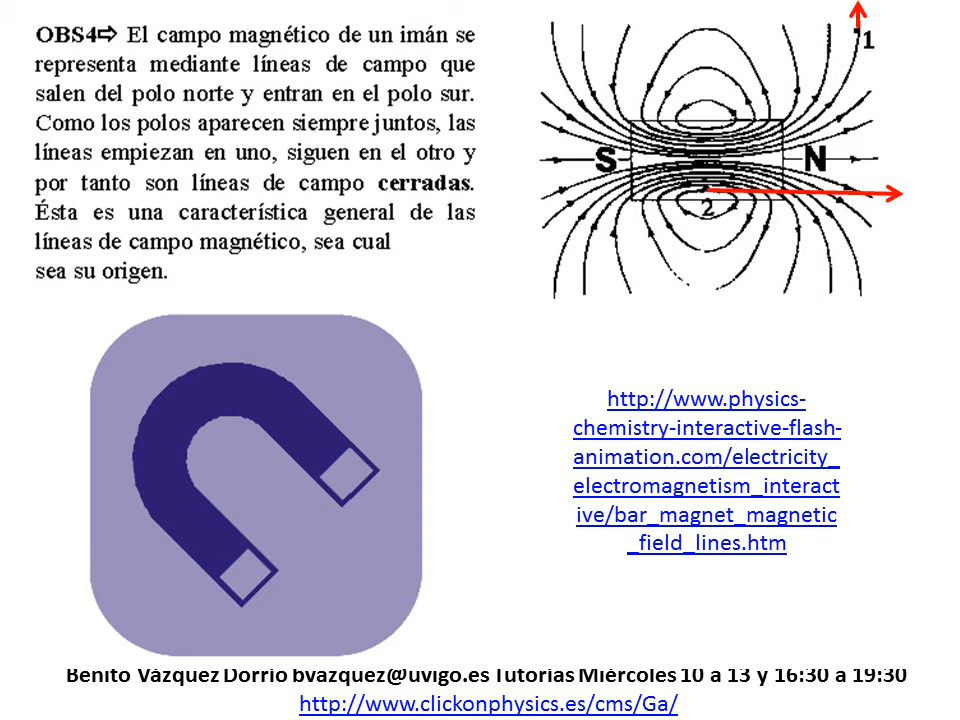 OBS4⇨ El campo magnético de un imán se
representa mediante líneas de campo que
salen del polo norte y entran en el polo sur.
Como los polos aparecen siempre juntos, las
líneas empiezan en uno, siguen en el otro y
por tanto son líneas de campo cerradas.
Ésta es una característica general de las
líneas de campo magnético, sea cual
sea su origen.
1
S
N
2
http://www.physics-
chemistry-interactive-flash-
animation.com/electricity_
electromagnetism_interact
ive/bar_magnet_magnetic
_field_lines.htm
Benito Vázquez Dorrío bvazquez@uvigo.es Tutorías Miércoles 10 a 13 y 16:30 a 19:30
http://www.clickonphysics.es/cms/Ga/